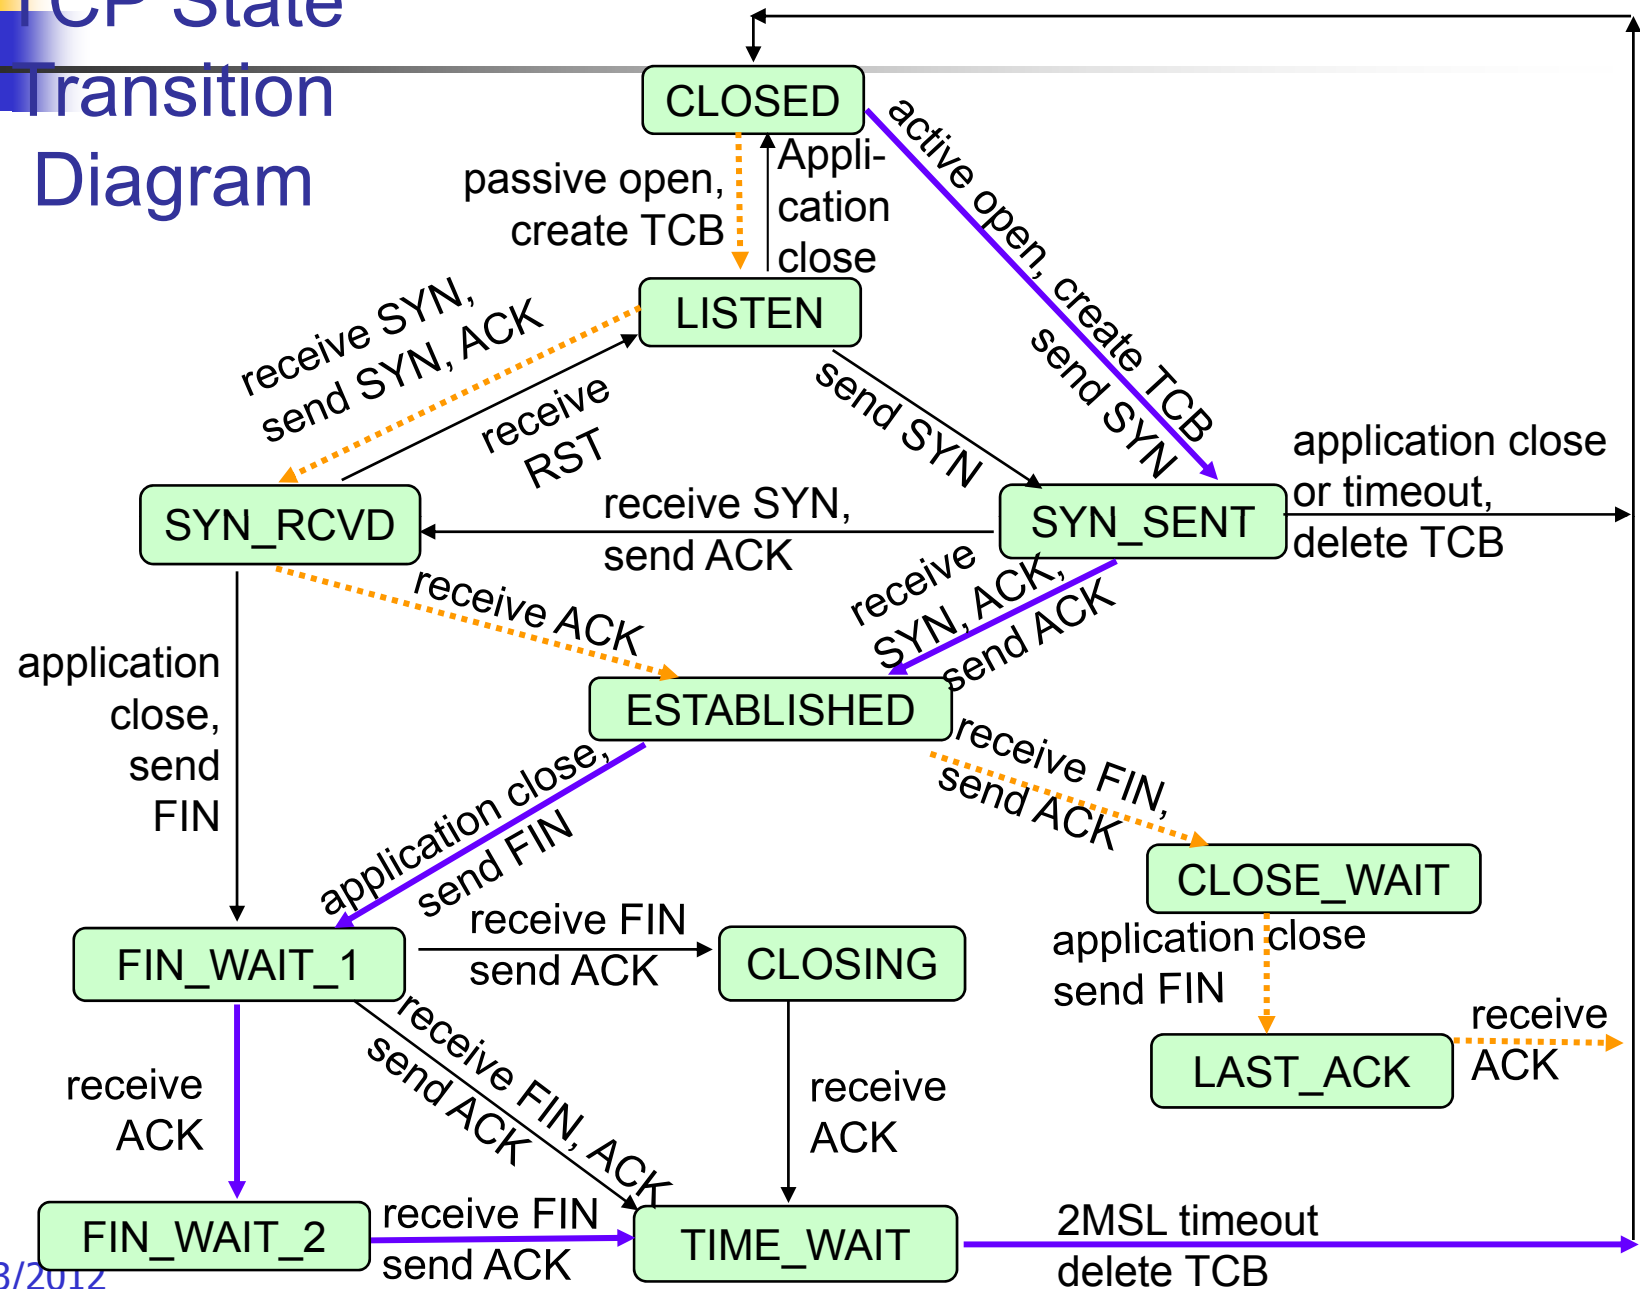 TCP State
Transition
Diagram
CLOSED
passive open,
create TCB
Appli-
cation
close
active open, create TCB
send SYN
LISTEN
receive SYN,
send SYN, ACK
receive
RST
send SYN
application close
or timeout,
delete TCB
SYN_RCVD
receive SYN,
send ACK
SYN_SENT
receive ACK
receive
SYN, ACK,
send ACK
application
close,
send
FIN
ESTABLISHED
application close,
send FIN
receive FIN,
send ACK
CLOSE_WAIT
application close
send FIN
FIN_WAIT_1
receive FIN
send ACK
CLOSING
LAST_ACK
receive
ACK
receive
ACK
receive FIN, ACK
send ACK
receive
ACK
FIN_WAIT_2
receive FIN
send ACK
TIME_WAIT
2MSL timeout
delete TCB
3/2012